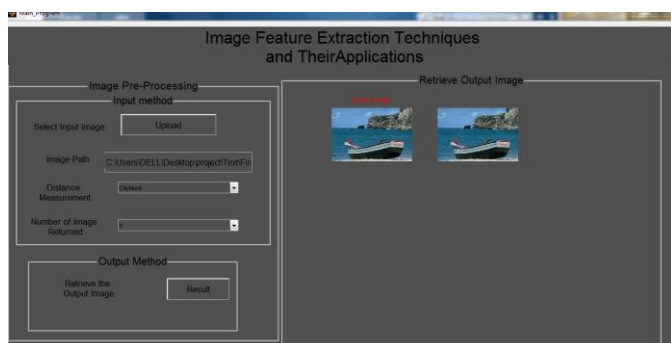 Main_Program
Image Feature Extraction Techniques
and TheirApplications
Image Pre-Processing
Input method
Select Input Image
Upload
Image Path
C:\Users\DELL\Desktop\project\Text\Fin
Distance
Measurement
Cityblock
Number of Image
Returned
Output Method
Retrieve the
Output Image
Result
Retrieve Output Image